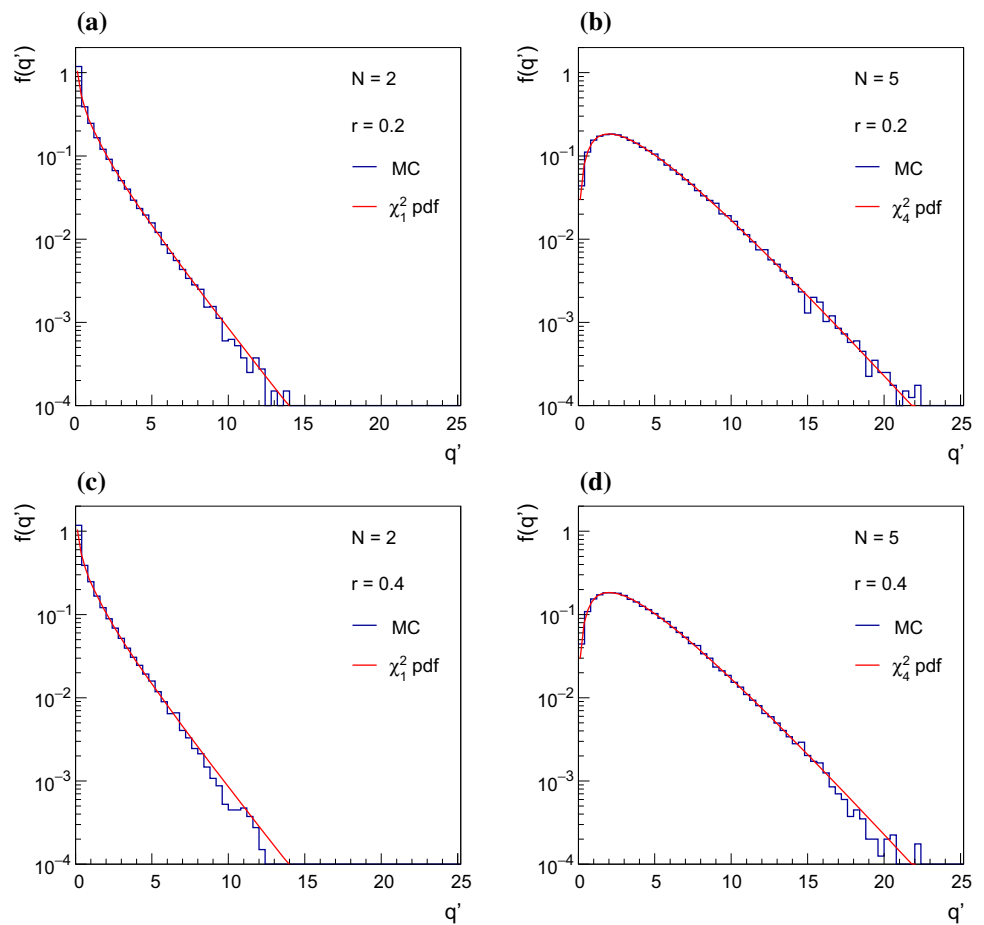 (a)
f(q')
1
10⁻¹
10⁻²
10⁻³
10⁻⁴
N = 2
r = 0.2
MC
χ₁² pdf
0 5 10 15 20 25
q'
(b)
f(q')
1
10⁻¹
10⁻²
10⁻³
10⁻⁴
N = 5
r = 0.2
MC
χ₄² pdf
0 5 10 15 20 25
q'
(c)
f(q')
1
10⁻¹
10⁻²
10⁻³
10⁻⁴
N = 2
r = 0.4
MC
χ₁² pdf
0 5 10 15 20 25
q'
(d)
f(q')
1
10⁻¹
10⁻²
10⁻³
10⁻⁴
N = 5
r = 0.4
MC
χ₄² pdf
0 5 10 15 20 25
q'